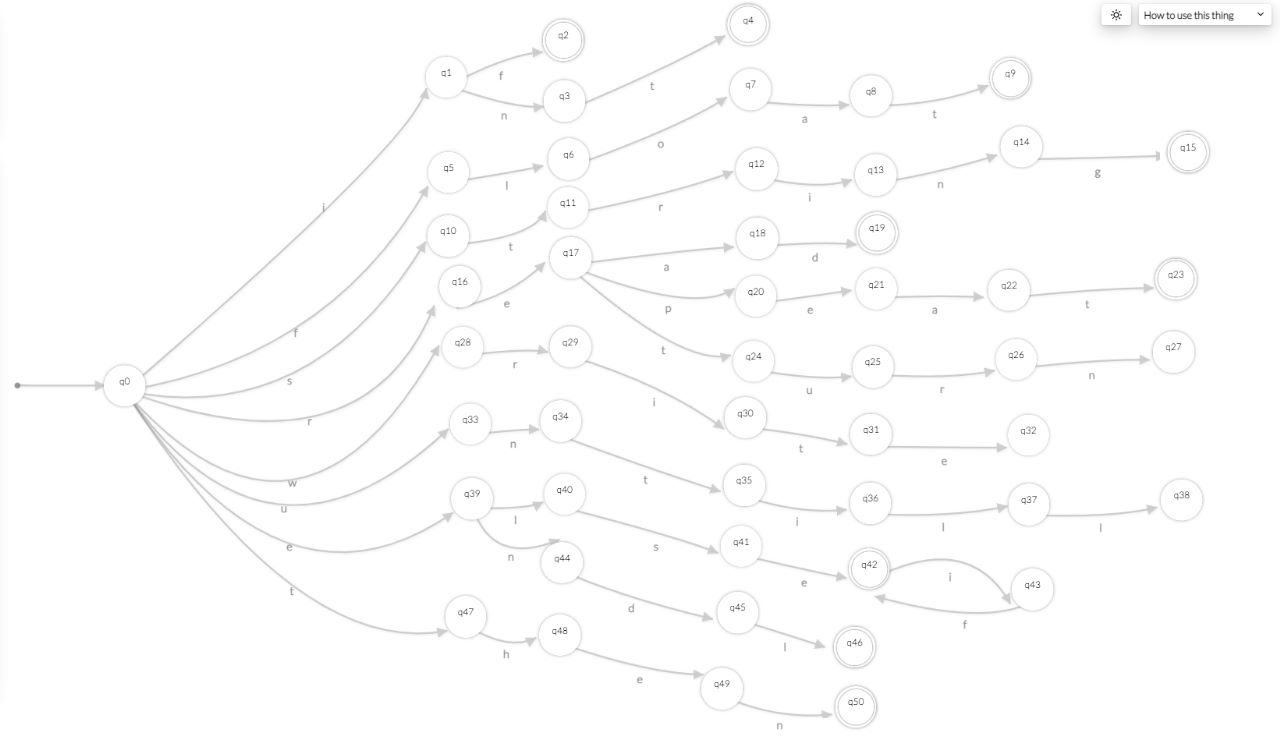 How to use this thing
q4
q2
q1
f
q3
n
t
q7
q8
q9
a
t
o
q5
l
q6
q12
q13
q14
q15
i
n
g
q10
t
q11
r
i
q17
q18
q19
a
d
q16
e
p
q20
q21
q22
q23
e
a
t
f
s
t
q24
q25
q26
q27
u
r
n
q28
r
q29
i
q0
r
q30
q31
q32
t
e
q33
n
q34
t
w
u
q35
q36
q37
q38
i
l
l
q39
l
q40
s
e
n
q44
q41
e
q42
i
q43
f
t
d
q45
l
q46
q47
h
q48
e
q49
n
q50